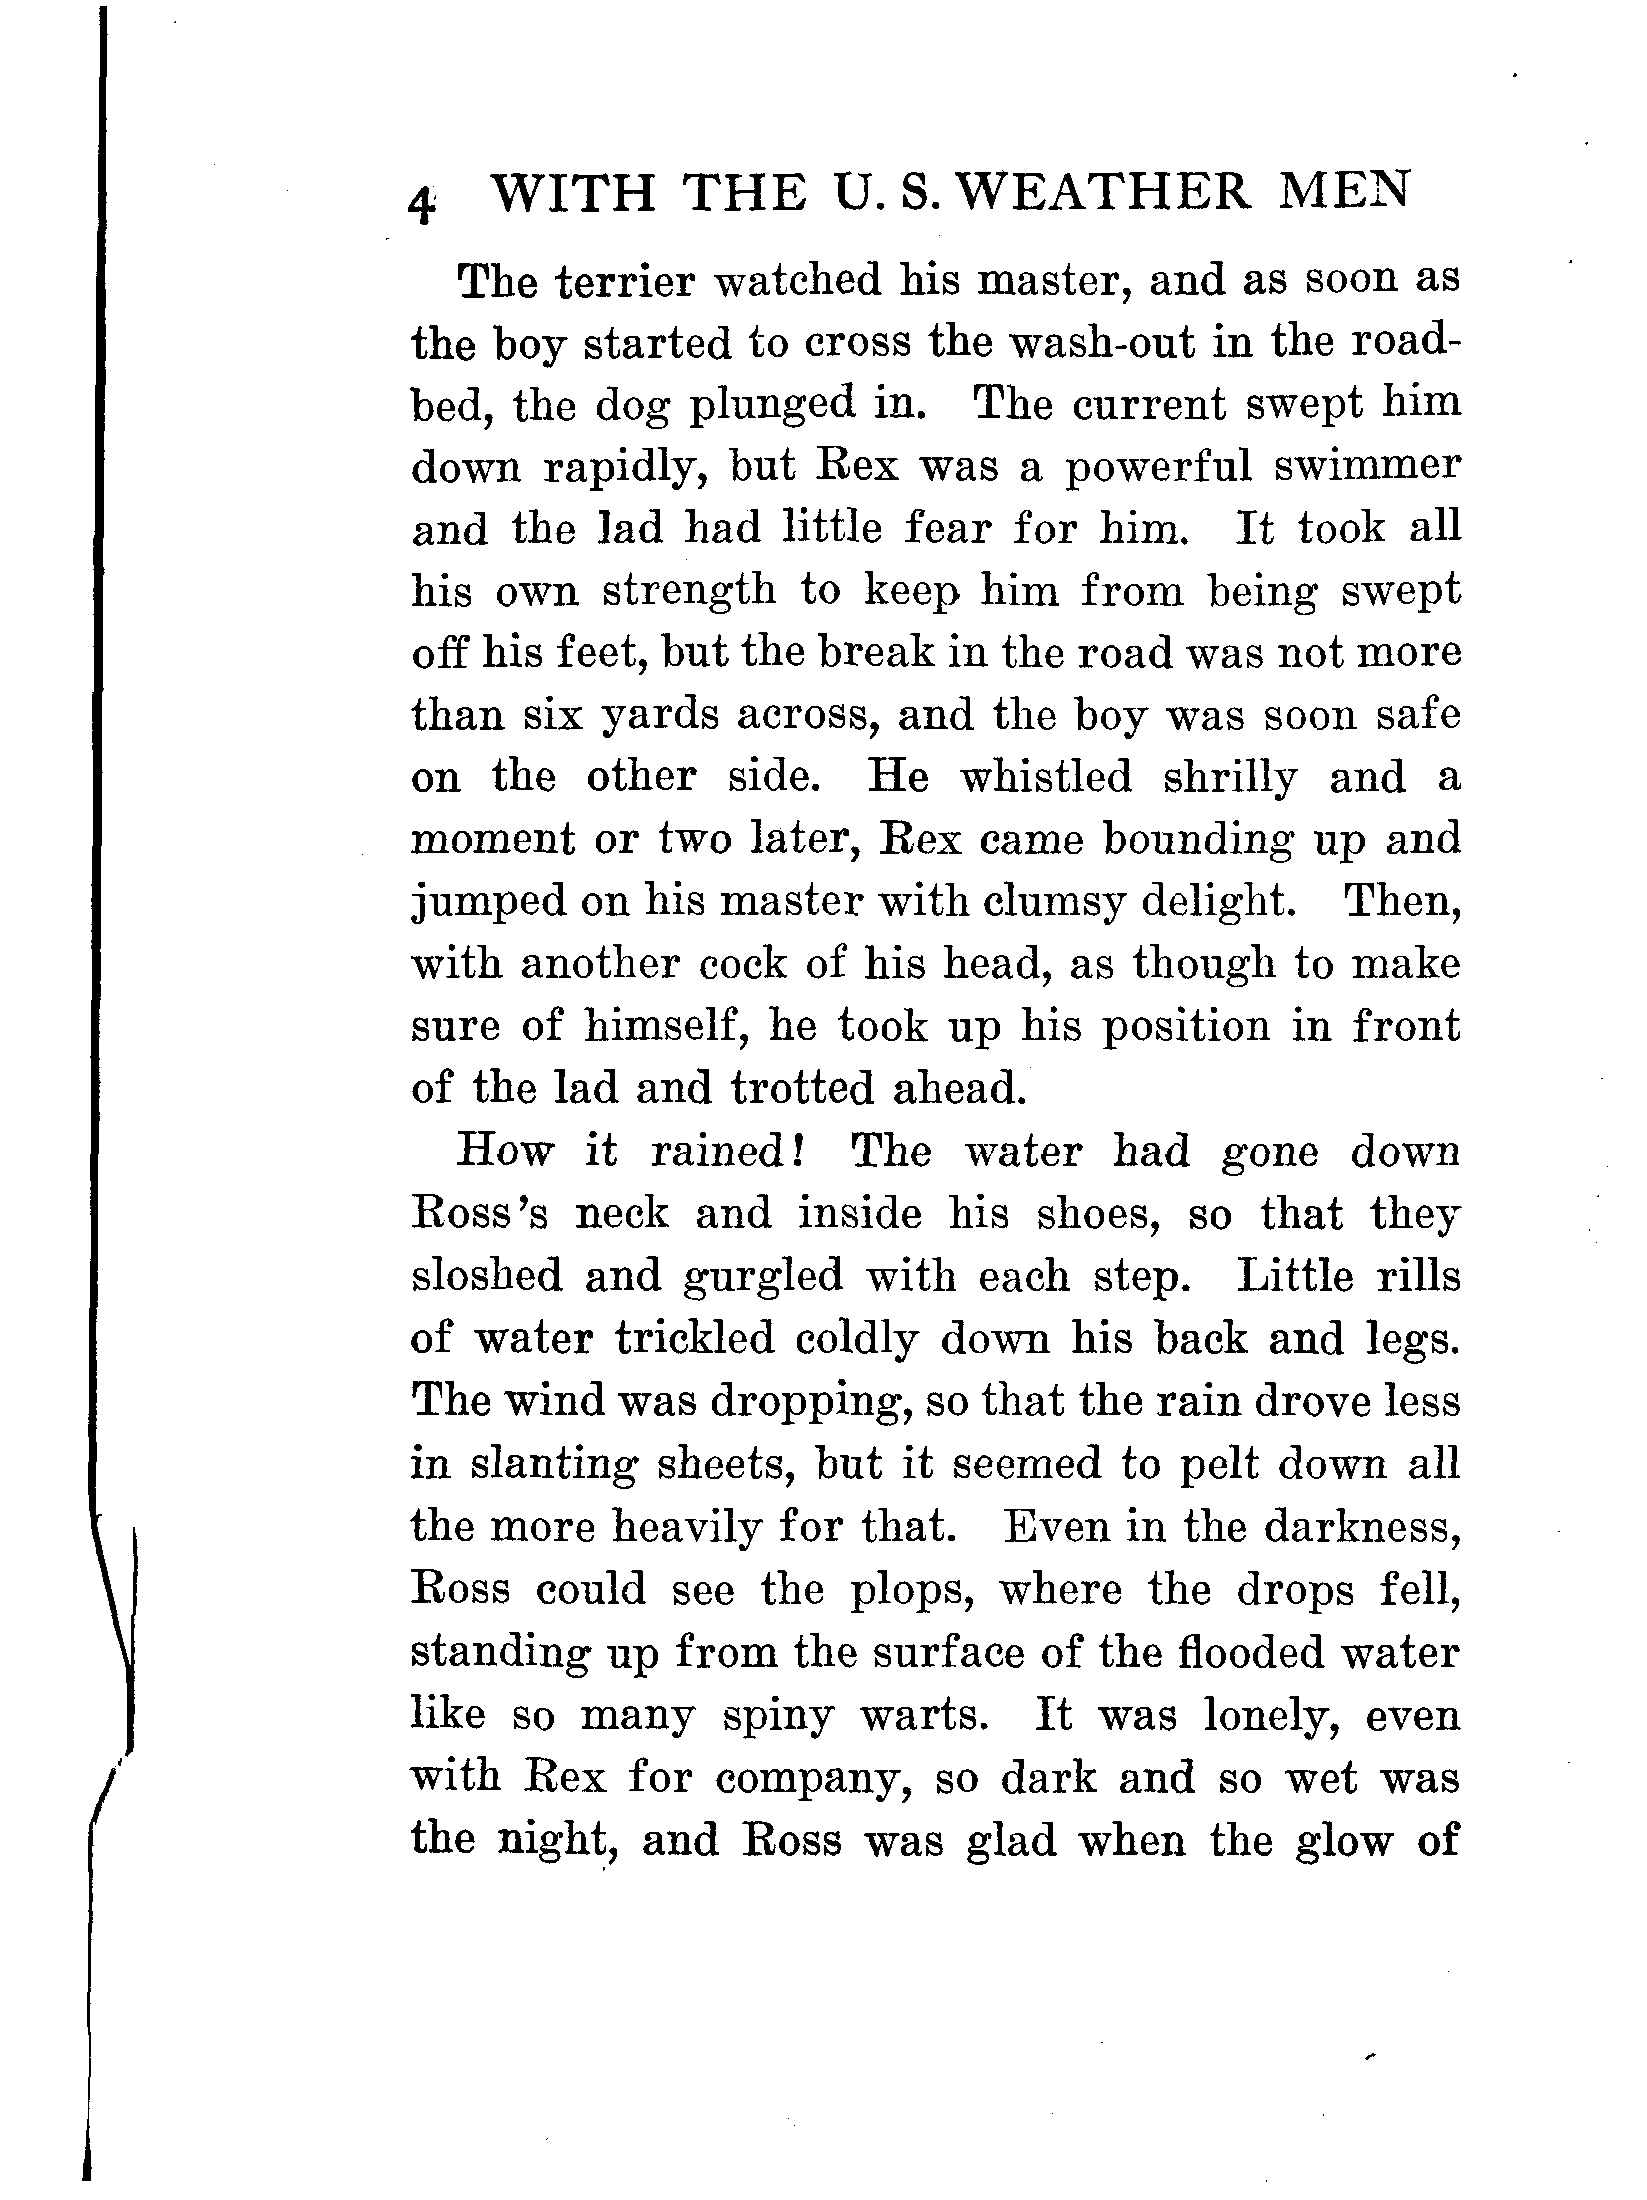 4 WITH THE U. S. WEATHER MEN
The terrier watched his master, and as soon as
the boy started to cross the wash-out in the road-
bed, the dog plunged in. The current swept him
down rapidly, but Rex was a powerful swimmer
and the lad had little fear for him. It took all
his own strength to keep him from being swept
off his feet, but the break in the road was not more
than six yards across, and the boy was soon safe
on the other side. He whistled shrilly and a
moment or two later, Rex came bounding up and
jumped on his master with clumsy delight. Then,
with another cock of his head, as though to make
sure of himself, he took up his position in front
of the lad and trotted ahead.
How it rained! The water had gone down
Ross's neck and inside his shoes, so that they
sloshed and gurgled with each step. Little rills
of water trickled coldly down his back and legs.
The wind was dropping, so that the rain drove less
in slanting sheets, but it seemed to pelt down all
the more heavily for that. Even in the darkness,
Ross could see the plops, where the drops fell,
standing up from the surface of the flooded water
like so many spiny warts. It was lonely, even
with Rex for company, so dark and so wet was
the night, and Ross was glad when the glow of